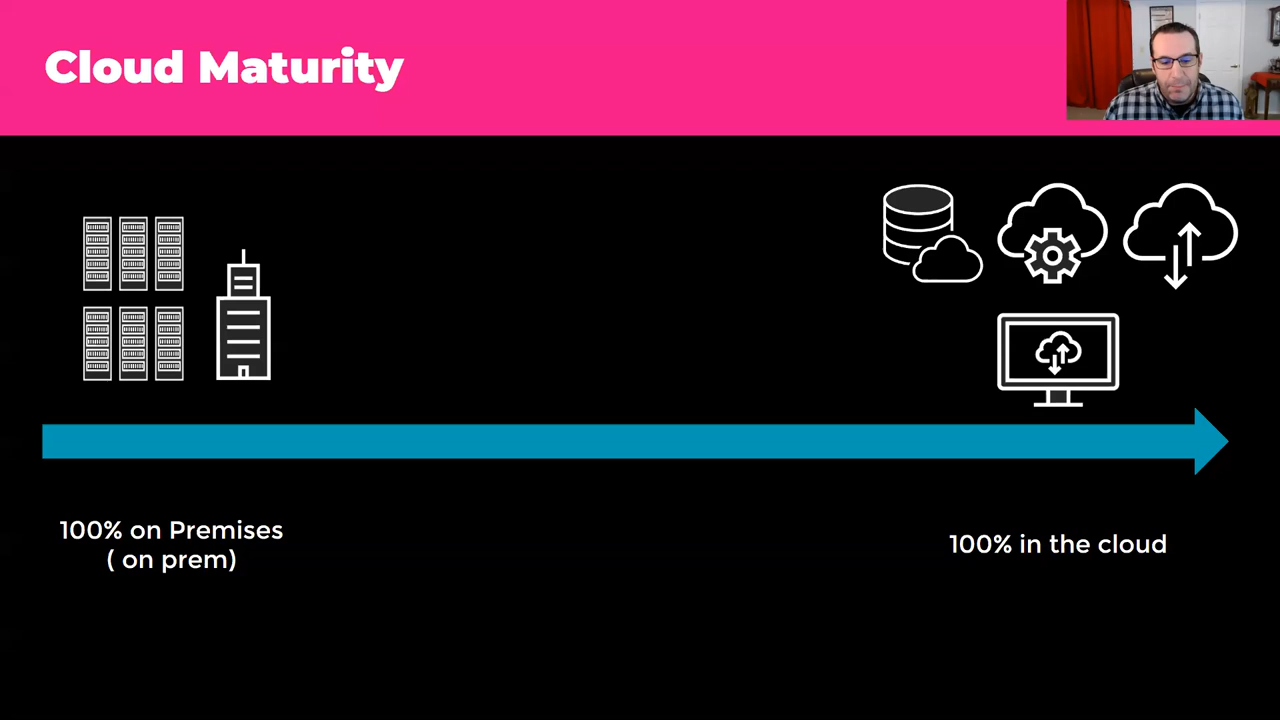 Cloud Maturity
100% on Premises
( on prem)
100% in the cloud